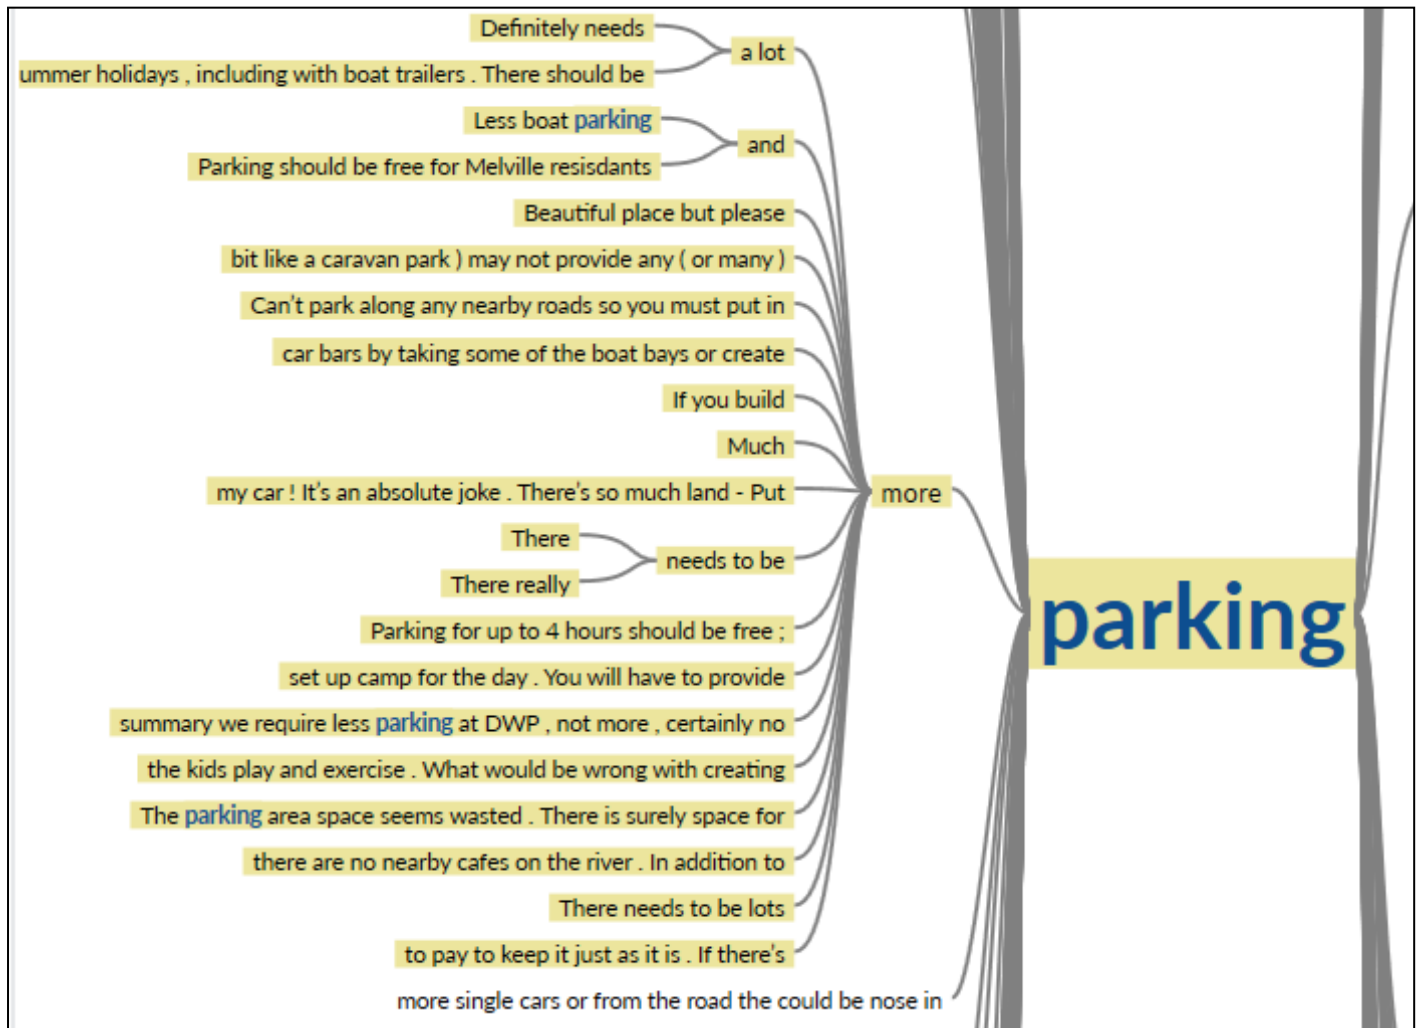 Definitely needs
a lot
ummer holidays , including with boat trailers . There should be
Less boat parking
and
Parking should be free for Melville resisdants
Beautiful place but please
bit like a caravan park ) may not provide any ( or many )
Can't park along any nearby roads so you must put in
car bars by taking some of the boat bays or create
If you build
Much
my car ! It's an absolute joke . There's so much land - Put
more
There
needs to be
There really
parking
Parking for up to 4 hours should be free ;
set up camp for the day . You will have to provide
summary we require less parking at DWP , not more , certainly no
the kids play and exercise . What would be wrong with creating
The parking area space seems wasted . There is surely space for
there are no nearby cafes on the river . In addition to
There needs to be lots
to pay to keep it just as it is . If there's
more single cars or from the road the could be nose in